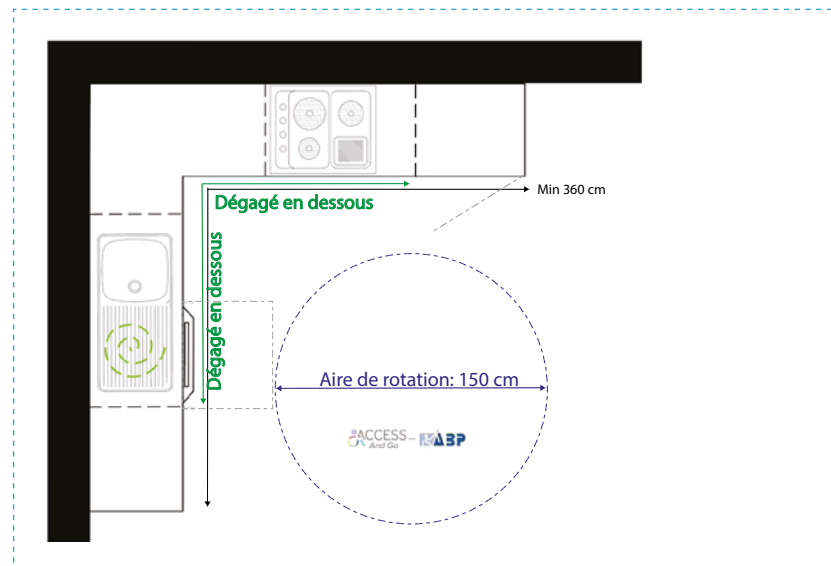 Min 360 cm
Dégagé en dessous
Dégagé en dessous
Aire de rotation: 150 cm
ACCESS
And Go
ABP